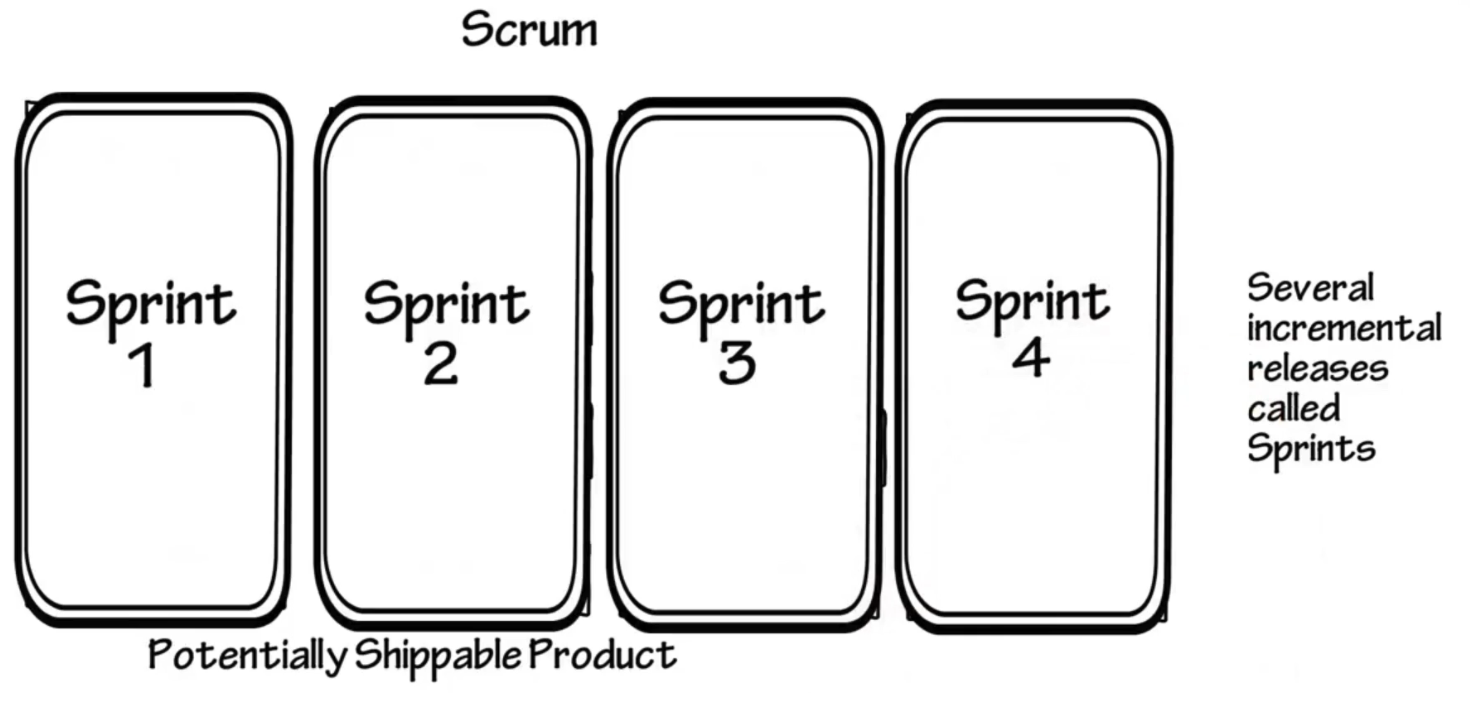 Scrum
Sprint
1
Sprint
2
Sprint
3
Sprint
4
Several
incremental
releases
called
Sprints
Potentially Shippable Product